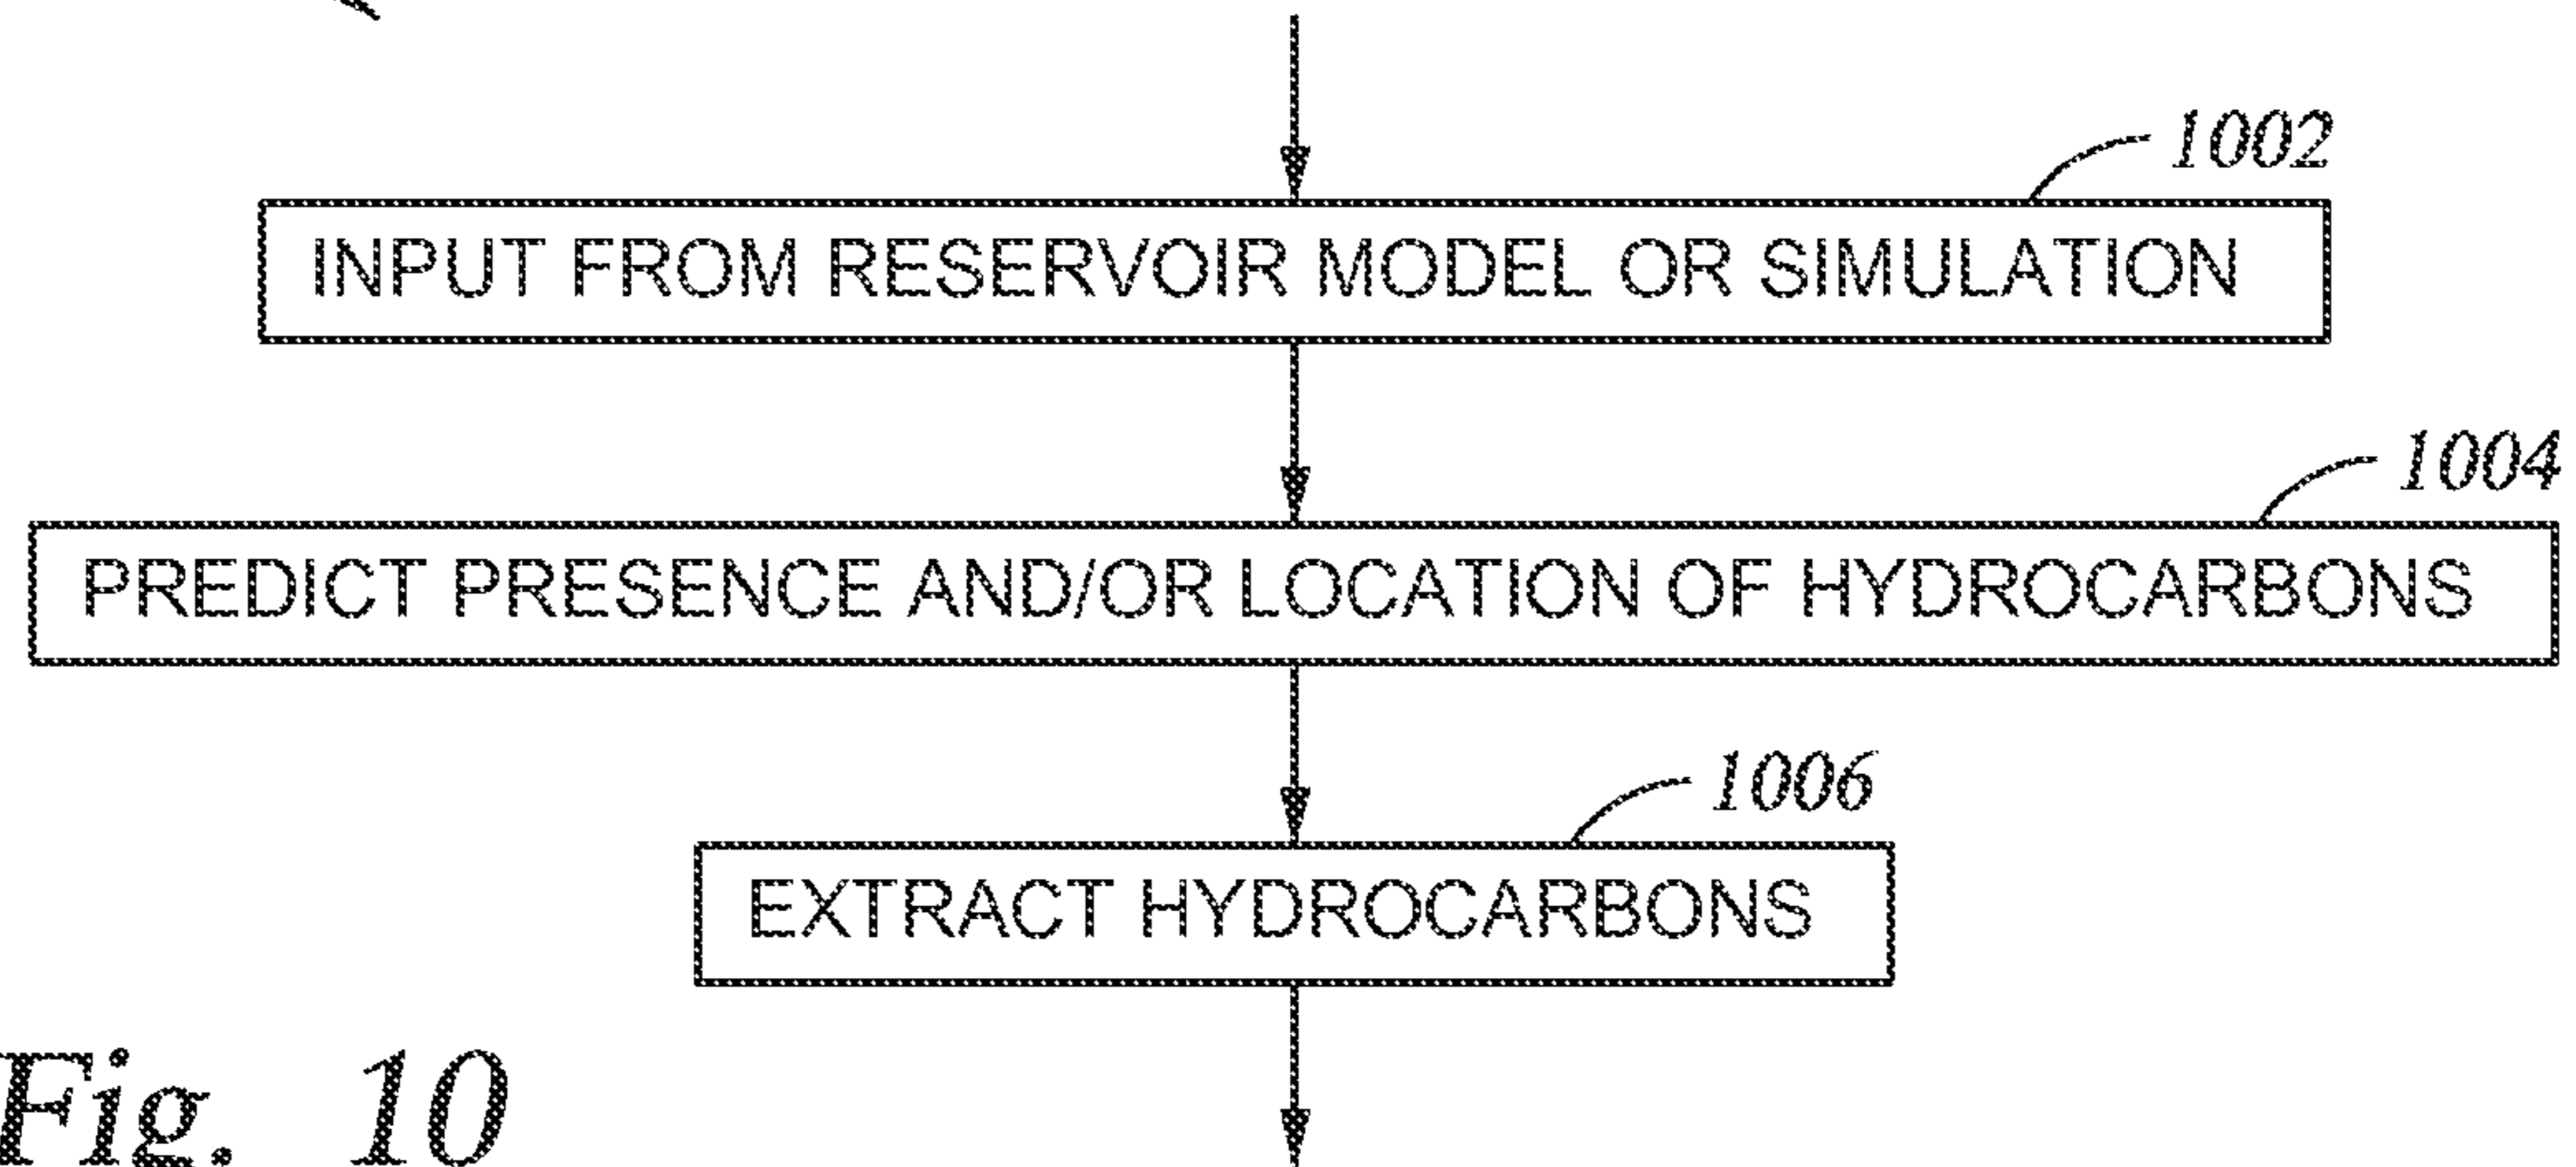 1002
INPUT FROM RESERVOIR MODEL OR SIMULATION
1004
PREDICT PRESENCE AND/OR LOCATION OF HYDROCARBONS
1006
EXTRACT HYDROCARBONS
Fig. 10